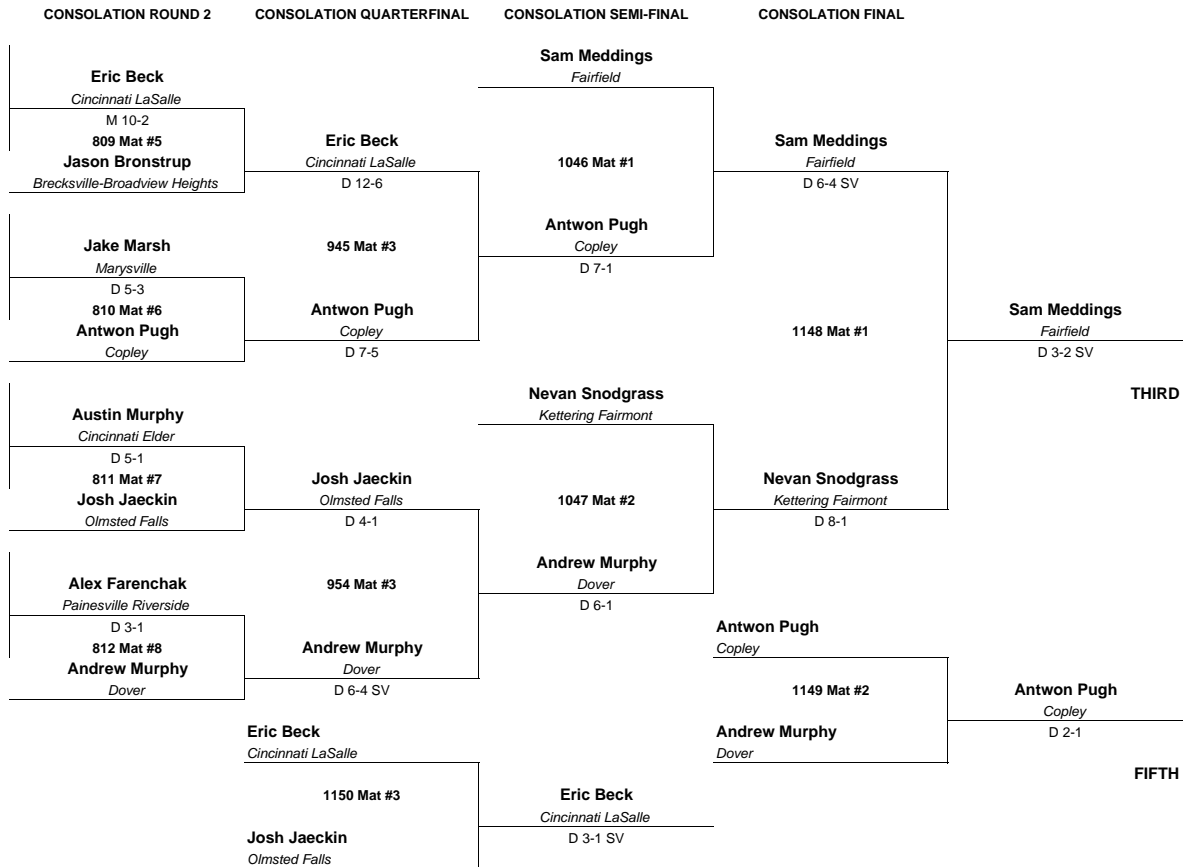 CONSOLATION ROUND 2
CONSOLATION QUARTERFINAL
CONSOLATION SEMI-FINAL
CONSOLATION FINAL
Eric Beck
Cincinnati LaSalle
M 10-2
809 Mat #5
Jason Bronstrup
Brecksville-Broadview Heights
Jake Marsh
Marysville
D 5-3
810 Mat #6
Antwon Pugh
Copley
Austin Murphy
Cincinnati Elder
D 5-1
811 Mat #7
Josh Jaeckin
Olmsted Falls
Alex Farenchak
Painesville Riverside
D 3-1
812 Mat #8
Andrew Murphy
Dover
Eric Beck
Cincinnati LaSalle
D 12-6
945 Mat #3
Antwon Pugh
Copley
D 7-5
Josh Jaeckin
Olmsted Falls
D 4-1
954 Mat #3
Andrew Murphy
Dover
D 6-4 SV
Eric Beck
Cincinnati LaSalle
1150 Mat #3
Josh Jaeckin
Olmsted Falls
Sam Meddings
Fairfield
1046 Mat #1
Antwon Pugh
Copley
D 7-1
Nevan Snodgrass
Kettering Fairmont
1047 Mat #2
Andrew Murphy
Dover
D 6-1
Eric Beck
Cincinnati LaSalle
D 3-1 SV
Sam Meddings
Fairfield
D 6-4 SV
1148 Mat #1
Nevan Snodgrass
Kettering Fairmont
D 8-1
Antwon Pugh
Copley
1149 Mat #2
Andrew Murphy
Dover
Sam Meddings
Fairfield
D 3-2 SV
THIRD
Antwon Pugh
Copley
D 2-1
FIFTH